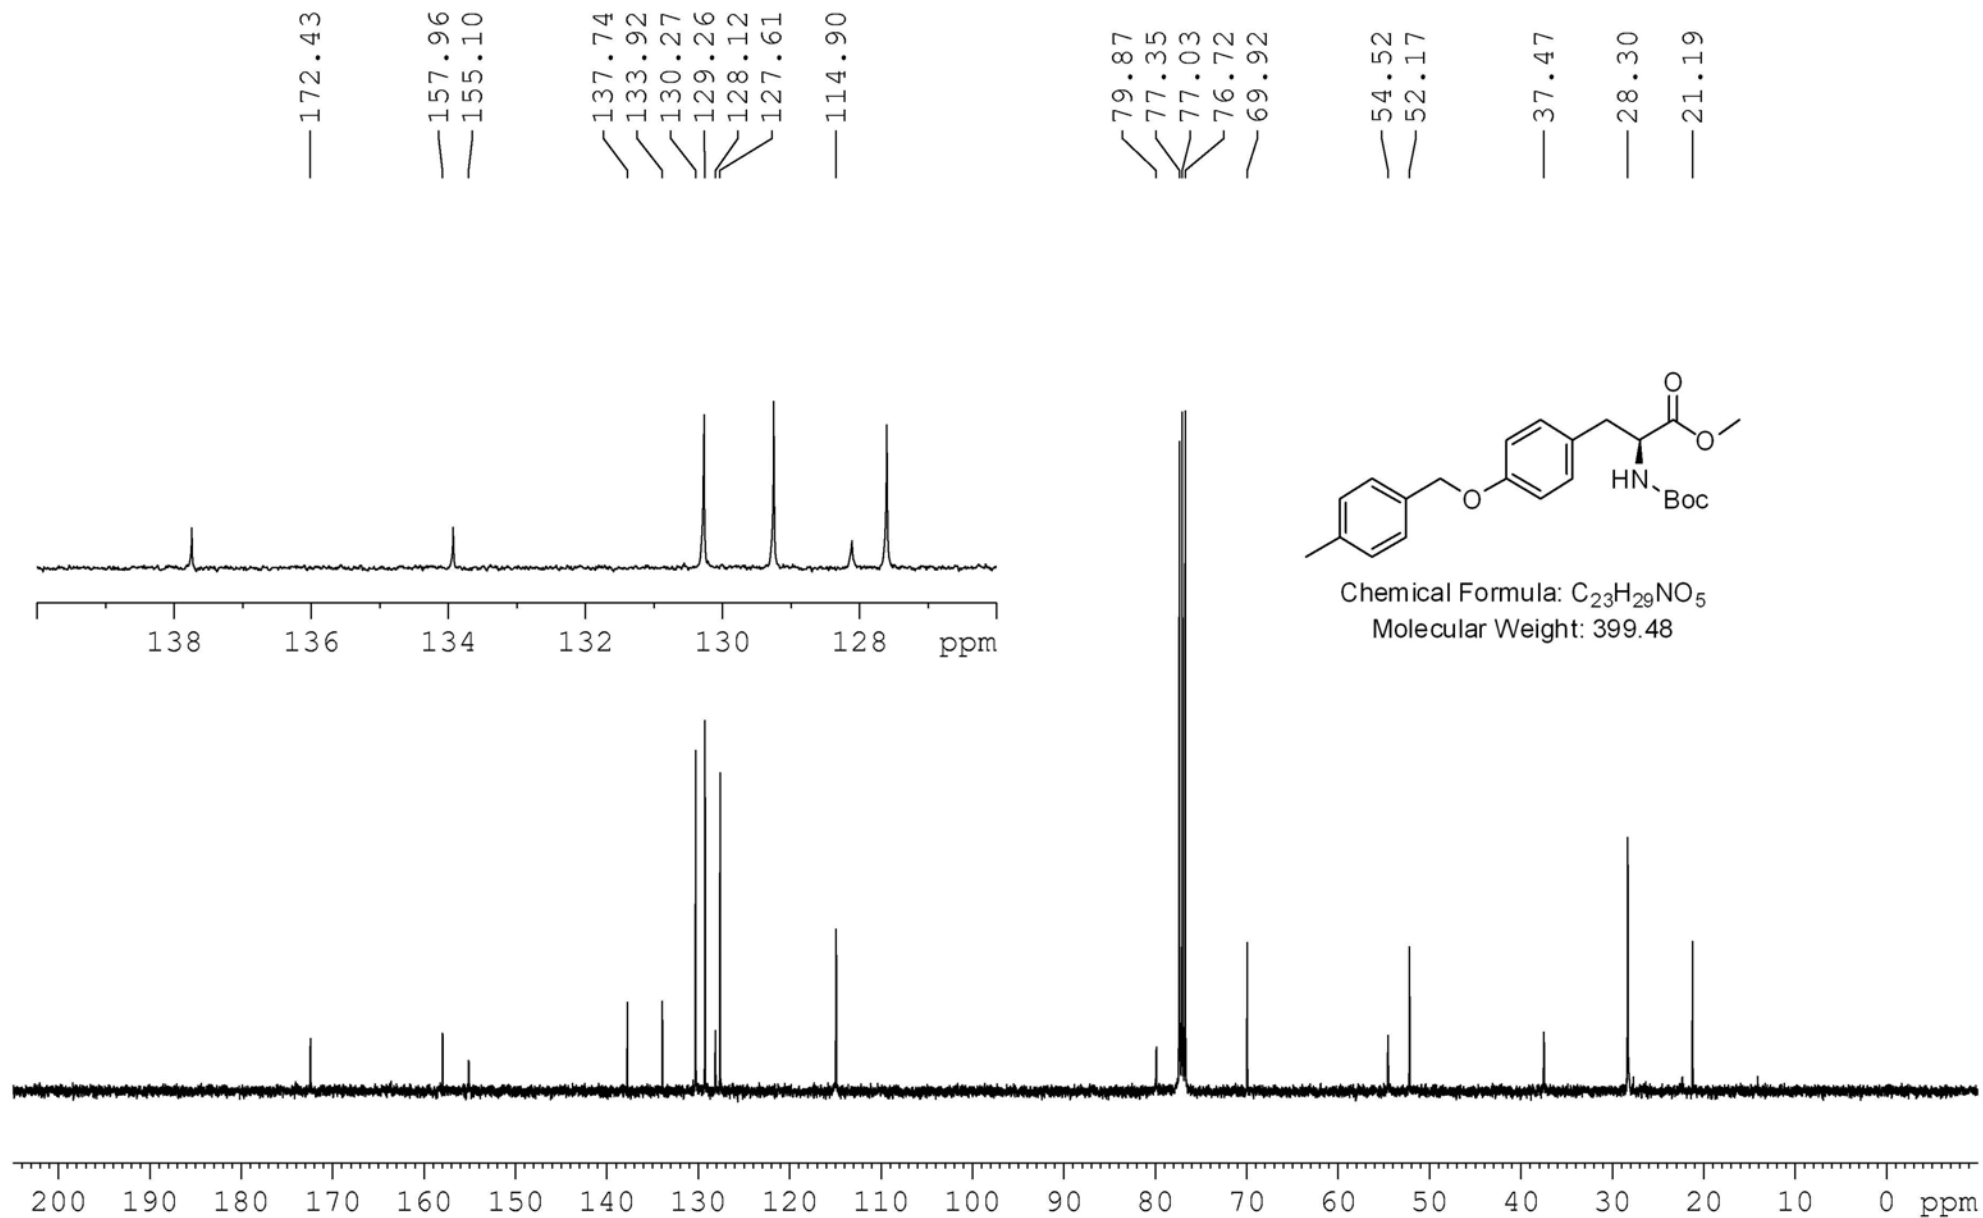 172.43
157.96
155.10
137.74
133.92
130.27
129.26
128.12
127.61
114.90
79.87
77.35
77.03
76.72
69.92
54.52
52.17
37.47
28.30
21.19
O
O
HN
Boc
O
Chemical Formula: C₂₃H₂₉NO₅
Molecular Weight: 399.48
138 136 134 132 130 128 ppm
200 190 180 170 160 150 140 130 120 110 100 90 80 70 60 50 40 30 20 10 0 ppm